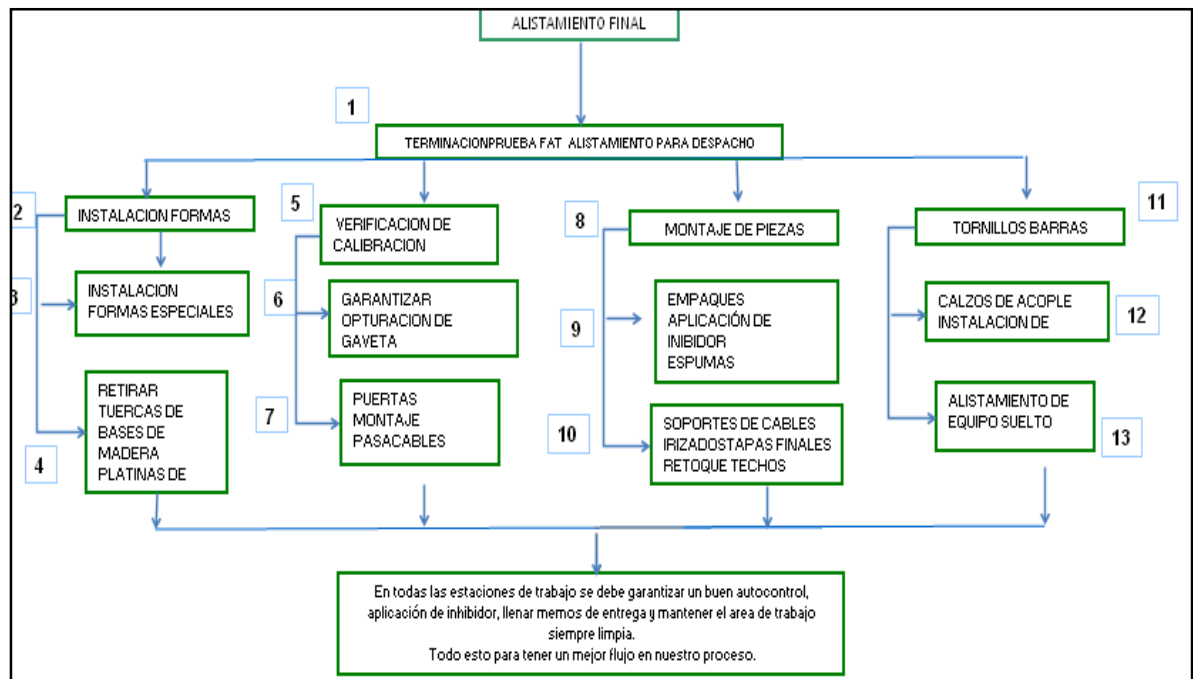 ALISTAMIENTO FINAL
1
TERMINACIONPRUEBA FAT ALISTAMIENTO PARA DESPACHO
2
INSTALACION FORMAS
3
INSTALACION
FORMAS ESPECIALES
4
RETIRAR
TUERCAS DE
BASES DE
MADERA
PLATINAS DE
5
VERIFICACION DE
CALIBRACION
6
GARANTIZAR
OPTURACION DE
GAVETA
7
PUERTAS
MONTAJE
PASACABLES
8
MONTAJE DE PIEZAS
9
EMPAQUES
APLICACIÓN DE
INIBIDOR
ESPUMAS
10
SOPORTES DE CABLES
IRIZADOSTAPAS FINALES
RETOQUE TECHOS
11
TORNILLOS BARRAS
12
CALZOS DE ACOPLE
INSTALACION DE
13
ALISTAMIENTO DE
EQUIPO SUELTO
En todas las estaciones de trabajo se debe garantizar un buen autocontrol,
aplicación de inhibidor, llenar memos de entrega y mantener el area de trabajo
siempre limpia.
Todo esto para tener un mejor flujo en nuestro proceso.